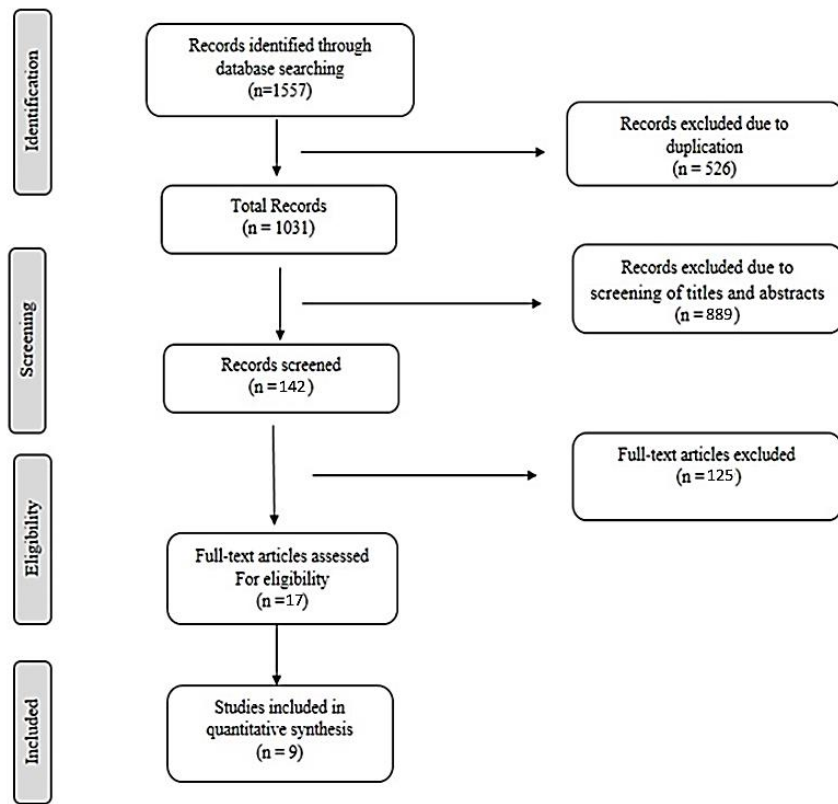 Identification
Records identified through
database searching
(n=1557)
Records excluded due to
duplication
(n = 526)
Total Records
(n = 1031)
Screening
Records excluded due to
screening of titles and abstracts
(n = 889)
Records screened
(n = 142)
Eligibility
Full-text articles excluded
(n = 125)
Full-text articles assessed
For eligibility
(n = 17)
Included
Studies included in
quantitative synthesis
(n = 9)